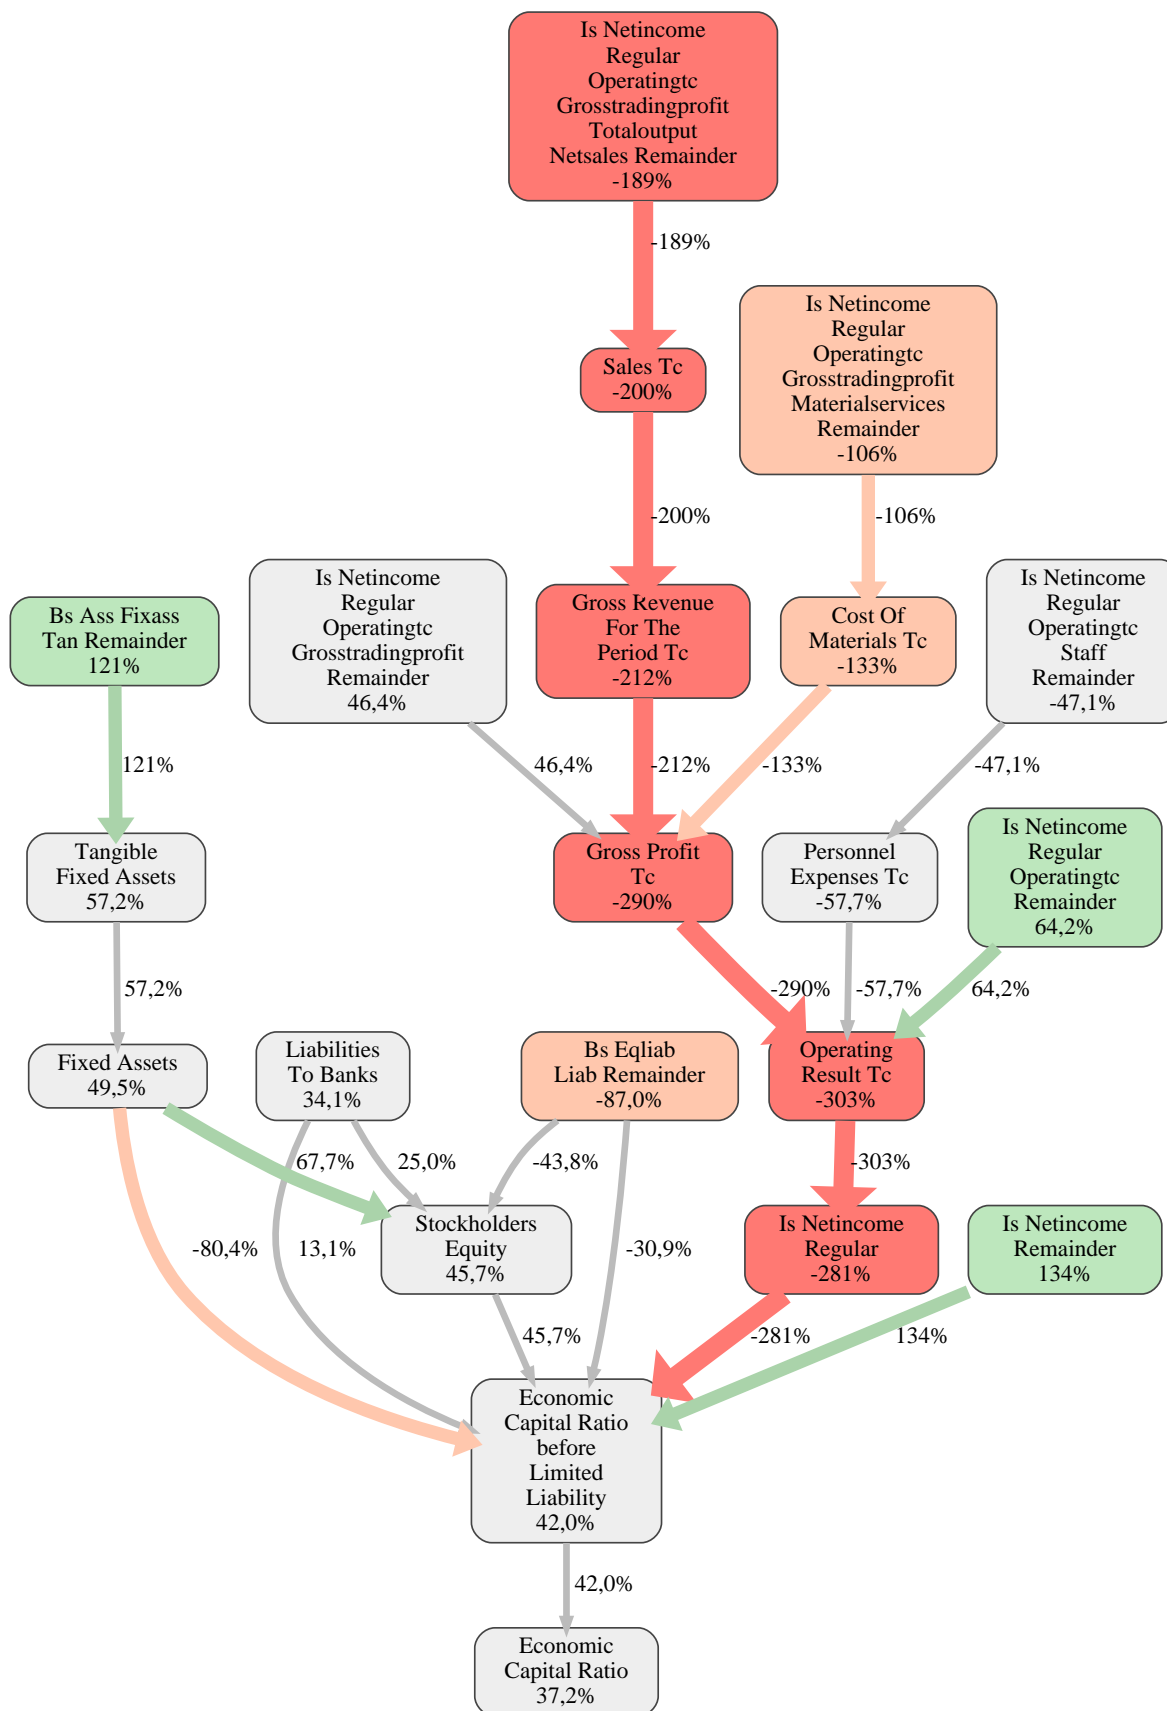 Is Netincome
Regular
Operatingtc
Grosstradingprofit
Totaloutput
Netsales Remainder
-189%
-189%
Is Netincome
Regular
Operatingtc
Grosstradingprofit
Materialservices
Remainder
-106%
Sales Tc
-200%
-200%
-106%
Is Netincome
Regular
Operatingtc
Grosstradingprofit
Remainder
46,4%
Is Netincome
Regular
Operatingtc
Staff
Remainder
-47,1%
Bs Ass Fixass
Tan Remainder
121%
Gross Revenue
For The
Period Tc
-212%
Cost Of
Materials Tc
-133%
121%
46,4%
-212%
-133%
-47,1%
Tangible
Fixed Assets
57,2%
Gross Profit
Tc
-290%
Personnel
Expenses Tc
-57,7%
Is Netincome
Regular
Operatingtc
Remainder
64,2%
57,2%
-290%
-57,7%
64,2%
Fixed Assets
49,5%
Liabilities
To Banks
34,1%
Bs Eqliab
Liab Remainder
-87,0%
Operating
Result Tc
-303%
67,7%
25,0%
-43,8%
-303%
Stockholders
Equity
45,7%
Is Netincome
Regular
-281%
Is Netincome
Remainder
134%
-80,4%
13,1%
-30,9%
45,7%
-281%
134%
Economic
Capital Ratio
before
Limited
Liability
42,0%
42,0%
Economic
Capital Ratio
37,2%